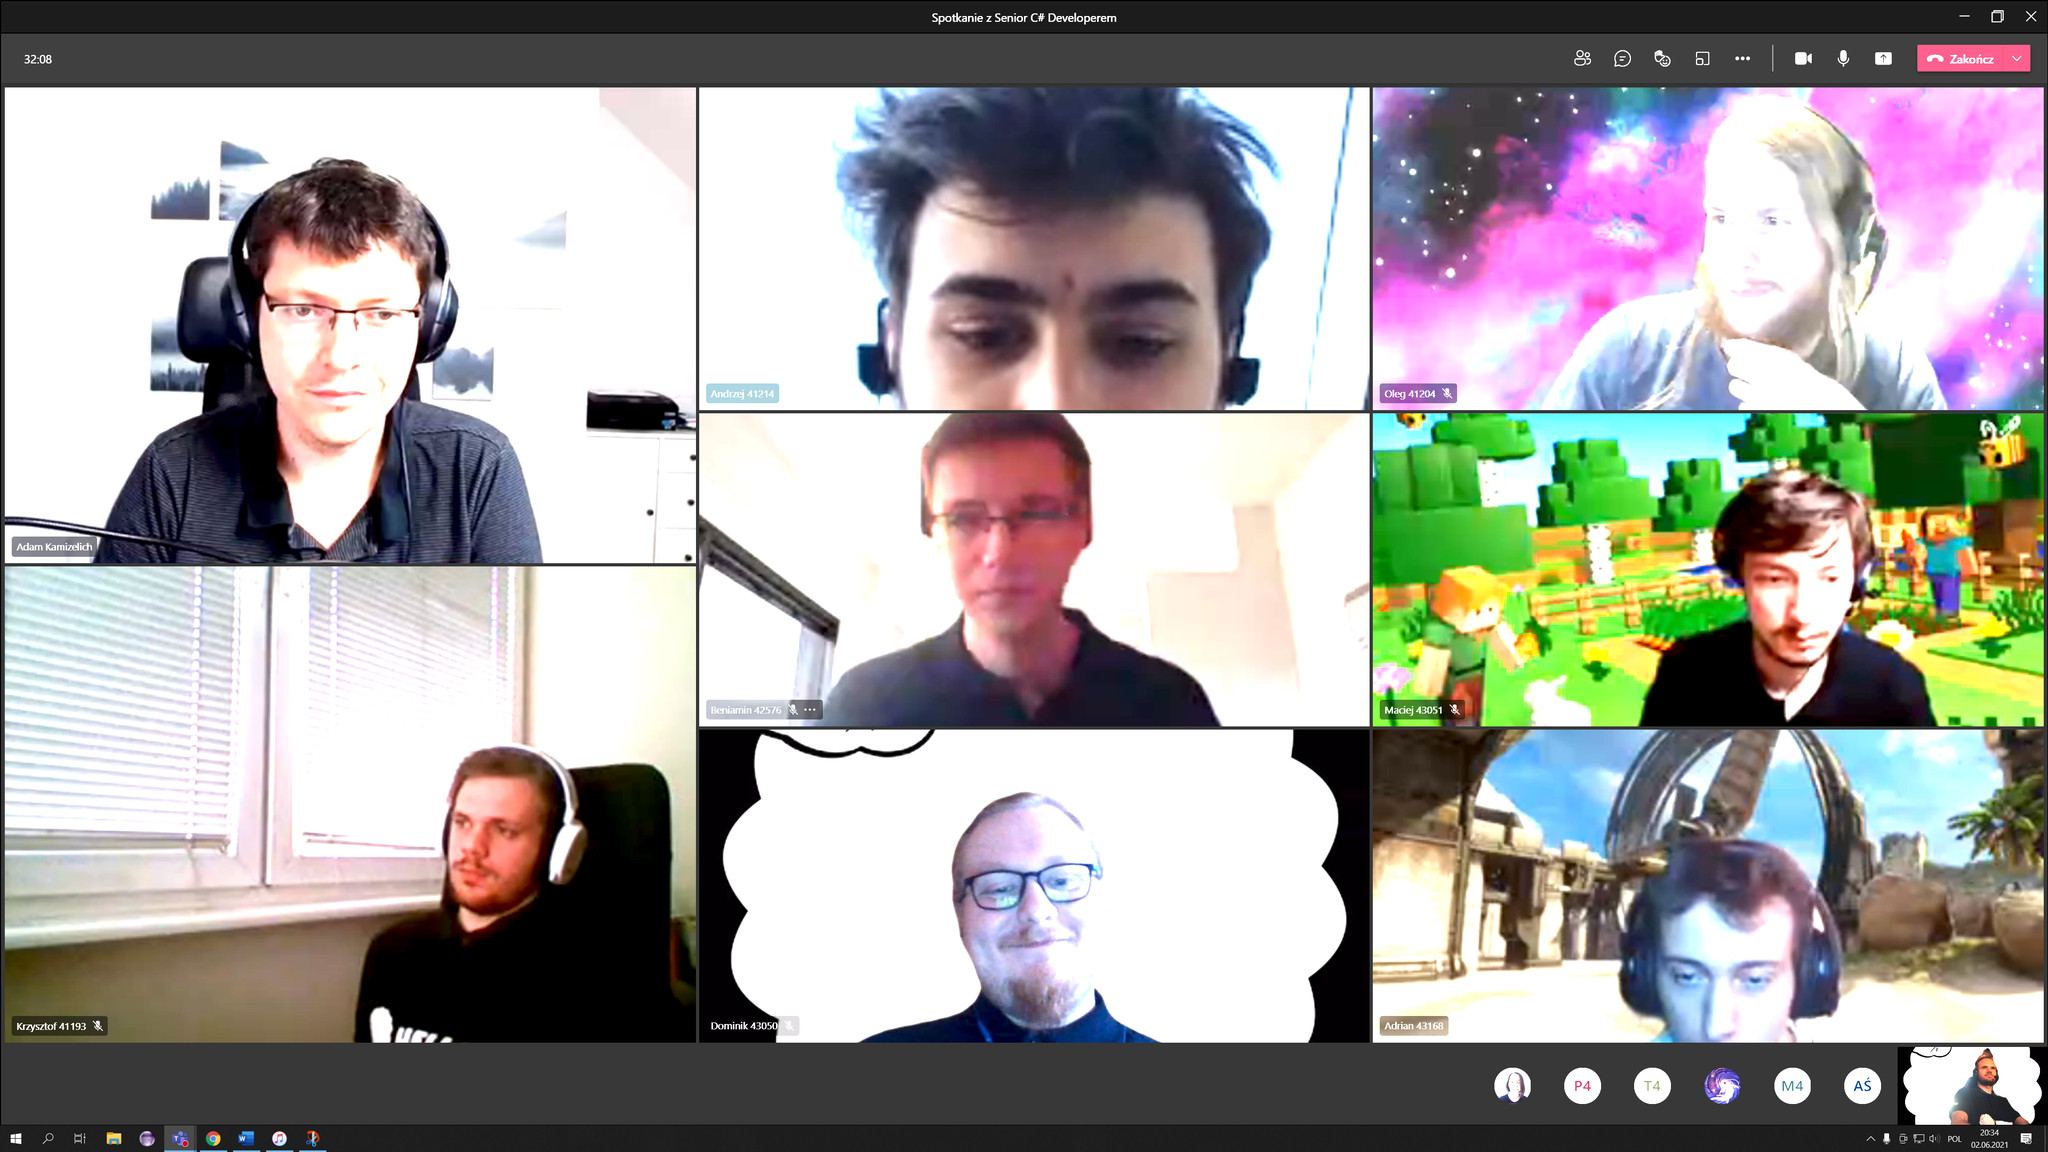 Spotkanie z Senior C# Developerem
32:08
Zakończ
Adam Kamizelich
Andrzej 41214
Oleg 41204
Beniamin 42576
Maciej 43051
Krzysztof 41193
Dominik 43050
Adrian 43168
P4
T4
M4
AŚ
POL
20:34
02.06.2021